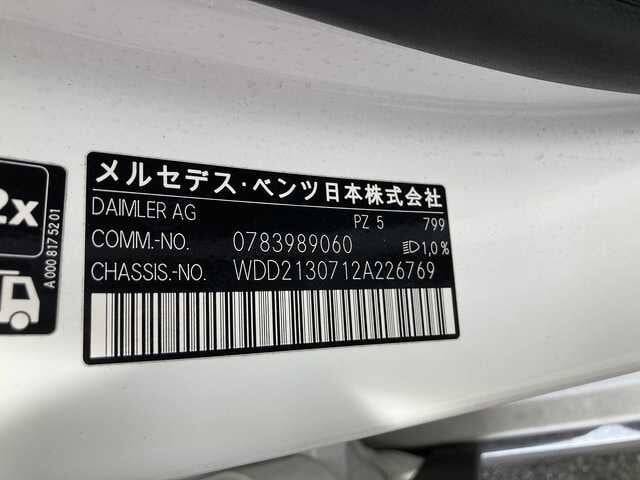 メルセデス・ベンツ日本株式会社
DAIMLER AG PZ 5 799
COMM.-NO. 0783989060 1,0 %
CHASSIS.-NO. WDD2130712A226769
2x
A 000 817 52 01